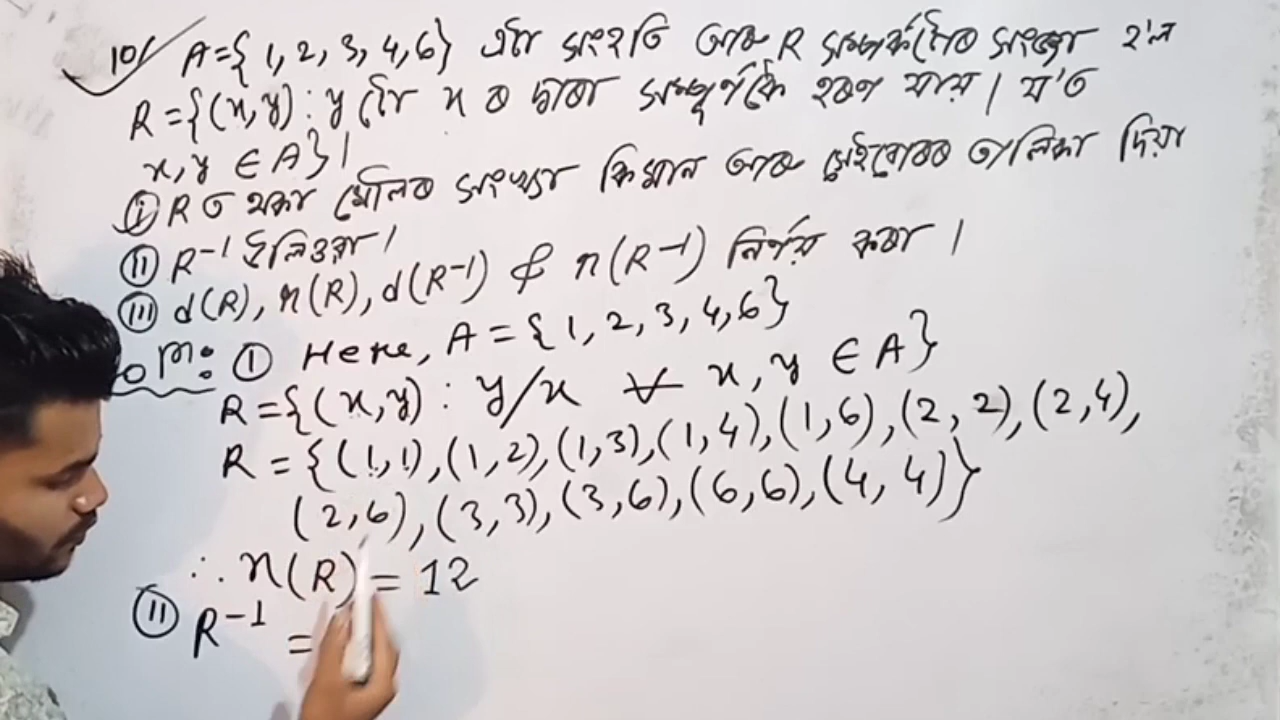 10/ A={1,2,3,4,6} এটা সংহতি আৰু R সম্পৰ্কটোৰ সংজ্ঞা হ'ল
R={(x,y): y টো x ৰ দ্বাৰা সম্পূৰ্ণকৈ হৰণ যায়। য'ত
x,y ∈ A}।
(i) R ত থকা মৌলৰ সংখ্যা কিমান আৰু সেইবোৰৰ তালিকা দিয়া
(ii) R⁻¹ উলিওৱা।
(iii) d(R), r(R), d(R⁻¹) & r(R⁻¹) নিৰ্ণয় কৰা।
(i) Here, A = {1,2,3,4,6}
R={(x,y): y/x ∀ x,y ∈ A}
R = {(1,1),(1,2),(1,3),(1,4),(1,6),(2,2),(2,4),
(2,6),(3,3),(3,6),(6,6),(4,4)}
∴ n(R) = 12
(ii) R⁻¹ =